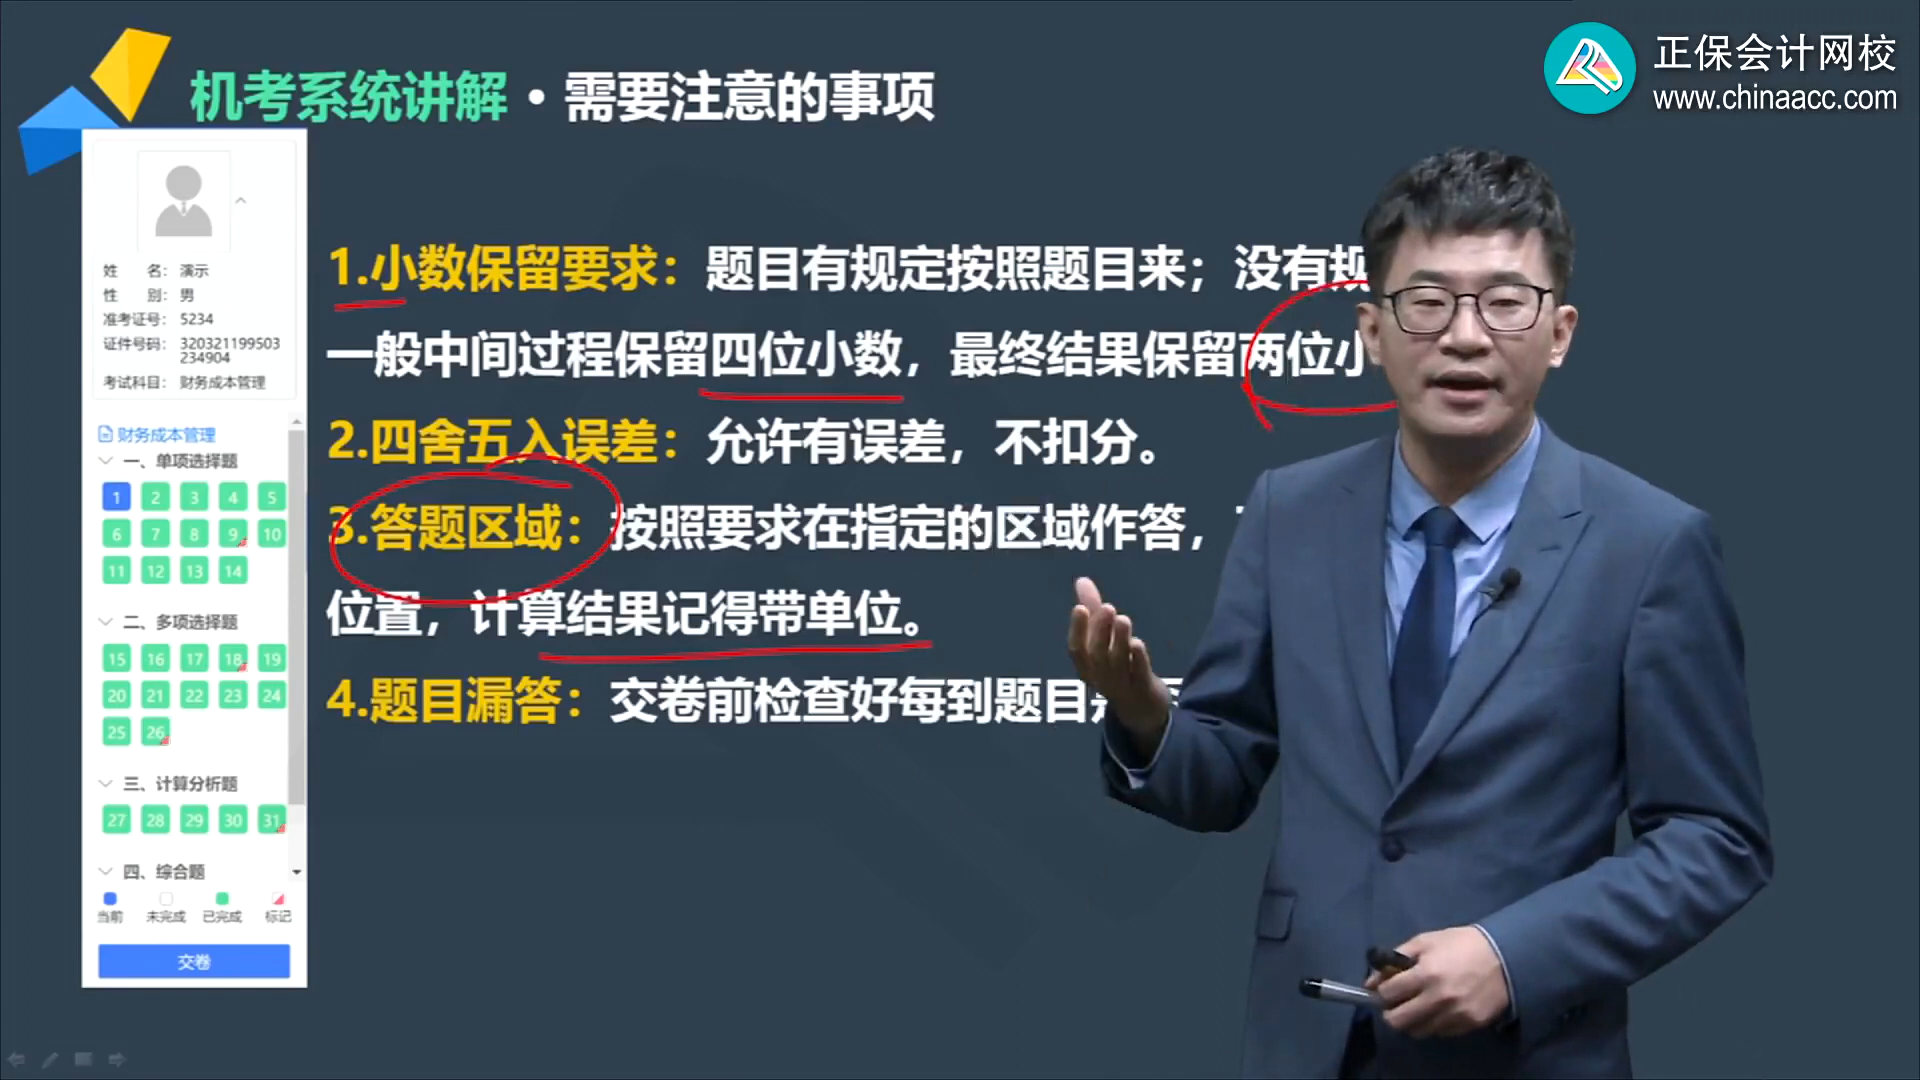 正保会计网校
www.chinaacc.com
机考系统讲解·需要注意的事项
姓 名: 演示
性 别: 男
准考证号: 5234
证件号码: 320321199503
234904
考试科目: 财务成本管理
财务成本管理
一、单项选择题
1 2 3 4 5
6 7 8 9 10
11 12 13 14
二、多项选择题
15 16 17 18 19
20 21 22 23 24
25 26
三、计算分析题
27 28 29 30 31
四、综合题
当前 未完成 已完成 标记
交卷
1.小数保留要求：题目有规定按照题目来；没有规
一般中间过程保留四位小数，最终结果保留两位小
2.四舍五入误差：允许有误差，不扣分。
3.答题区域：按照要求在指定的区域作答，
位置，计算结果记得带单位。
4.题目漏答：交卷前检查好每到题目